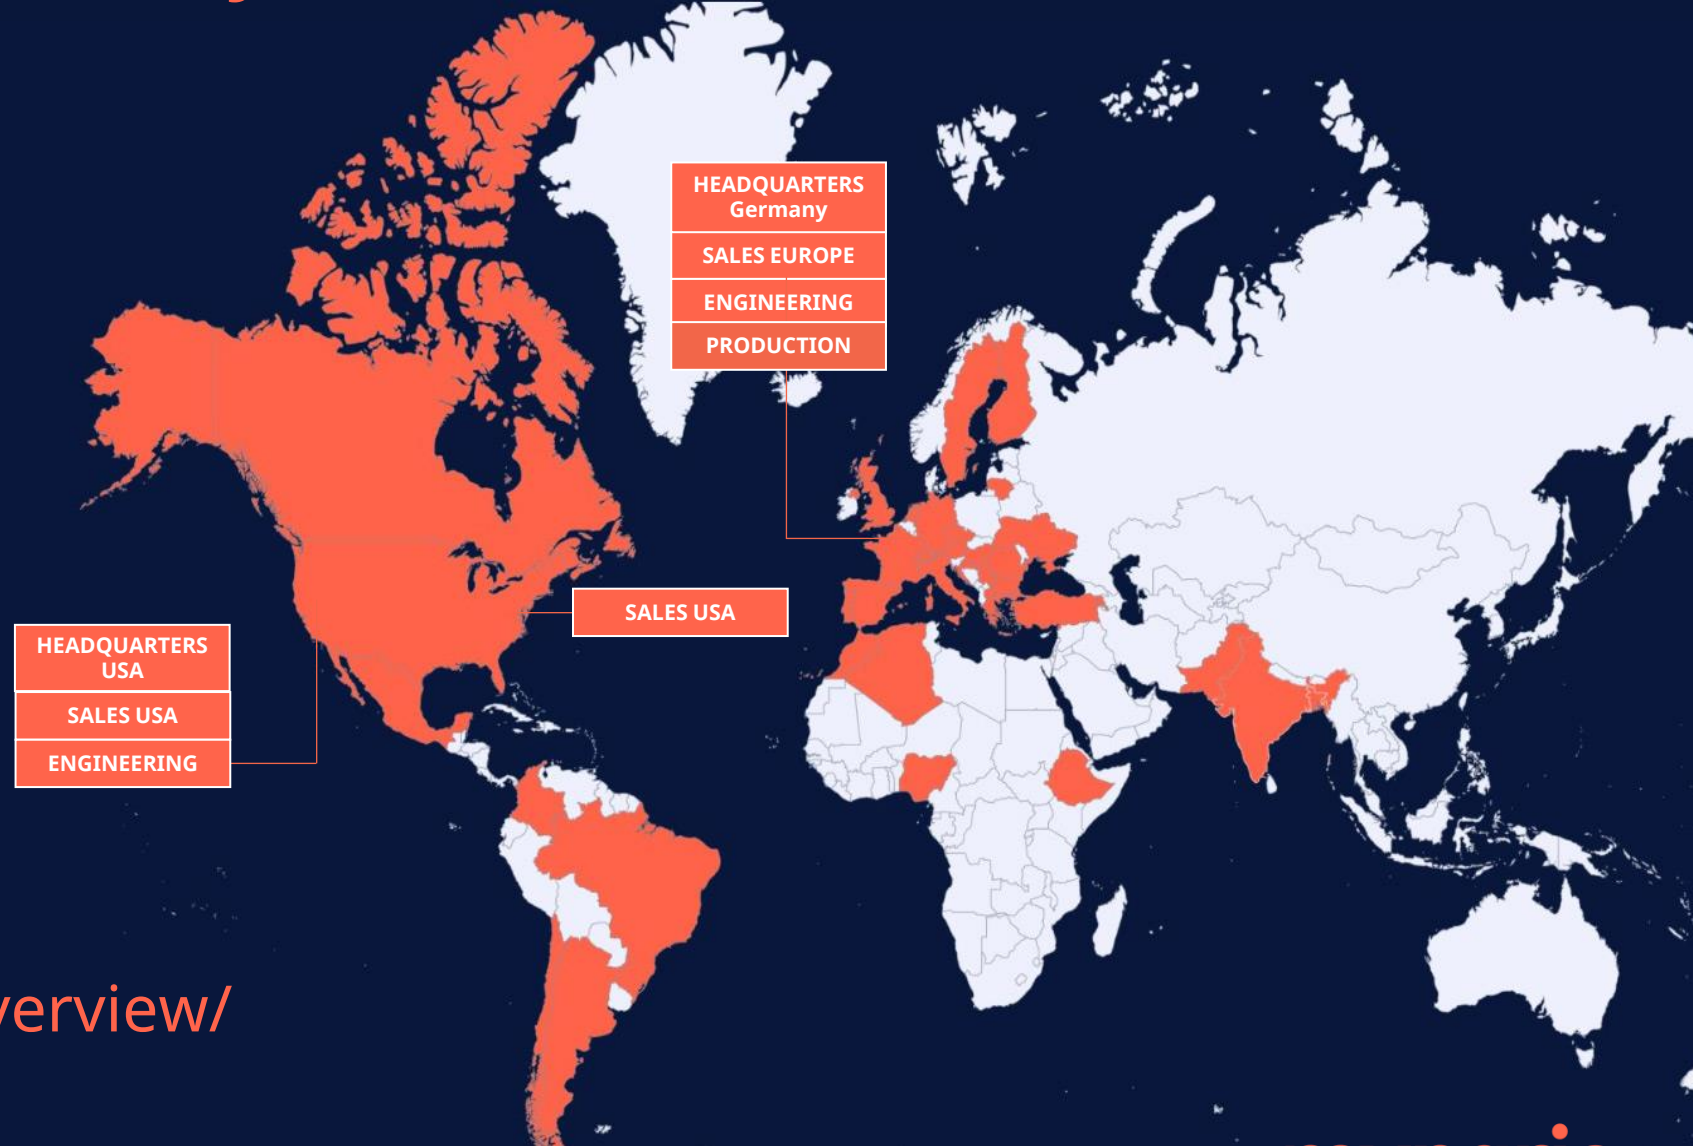 HEADQUARTERS
Germany
SALES EUROPE
ENGINEERING
PRODUCTION
SALES USA
HEADQUARTERS
USA
SALES USA
ENGINEERING
verview/